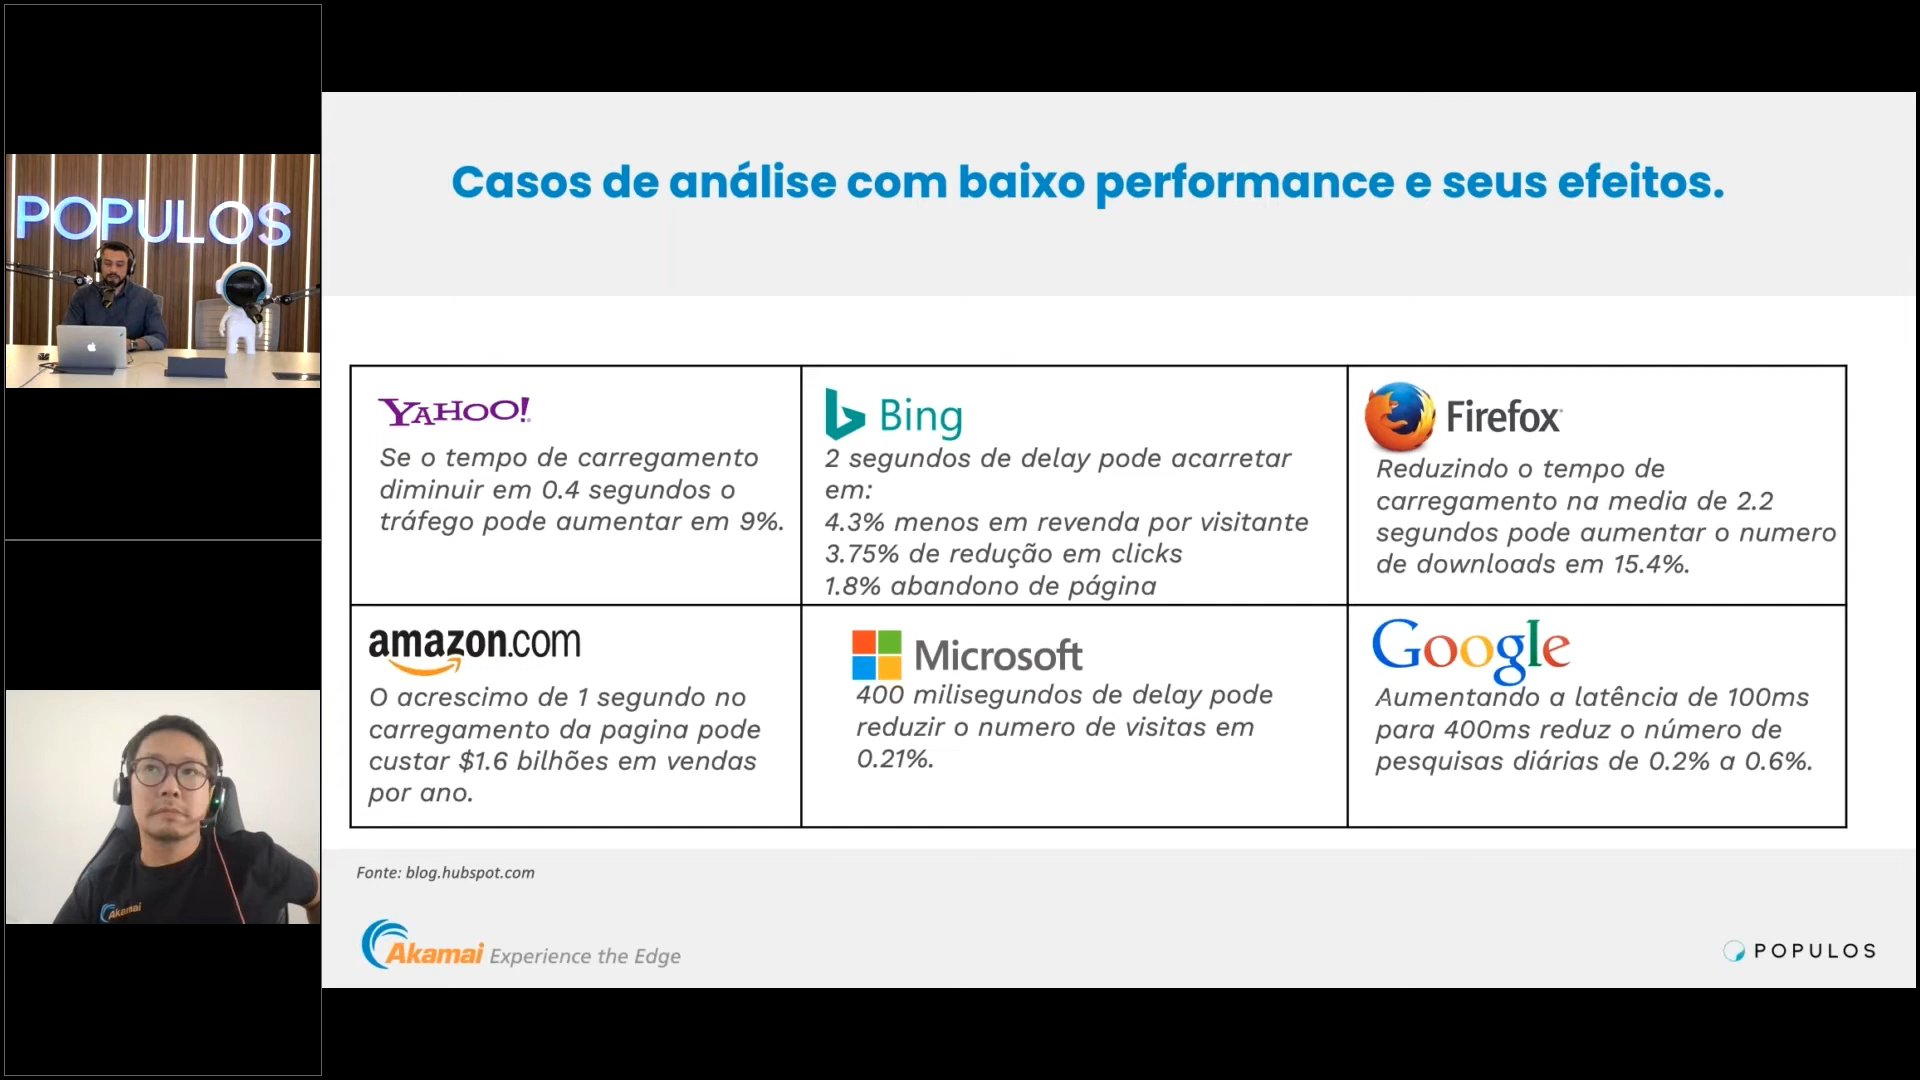 POPULOS
Akamai
Casos de análise com baixo performance e seus efeitos.
YAHOO!
Se o tempo de carregamento
diminuir em 0.4 segundos o
tráfego pode aumentar em 9%.
Bing
2 segundos de delay pode acarretar
em:
4.3% menos em revenda por visitante
3.75% de redução em clicks
1.8% abandono de página
Firefox
Reduzindo o tempo de
carregamento na media de 2.2
segundos pode aumentar o numero
de downloads em 15.4%.
amazon.com
O acrescimo de 1 segundo no
carregamento da pagina pode
custar $1.6 bilhões em vendas
por ano.
Microsoft
400 milisegundos de delay pode
reduzir o numero de visitas em
0.21%.
Google
Aumentando a latência de 100ms
para 400ms reduz o número de
pesquisas diárias de 0.2% a 0.6%.
Fonte: blog.hubspot.com
Akamai Experience the Edge
POPULOS